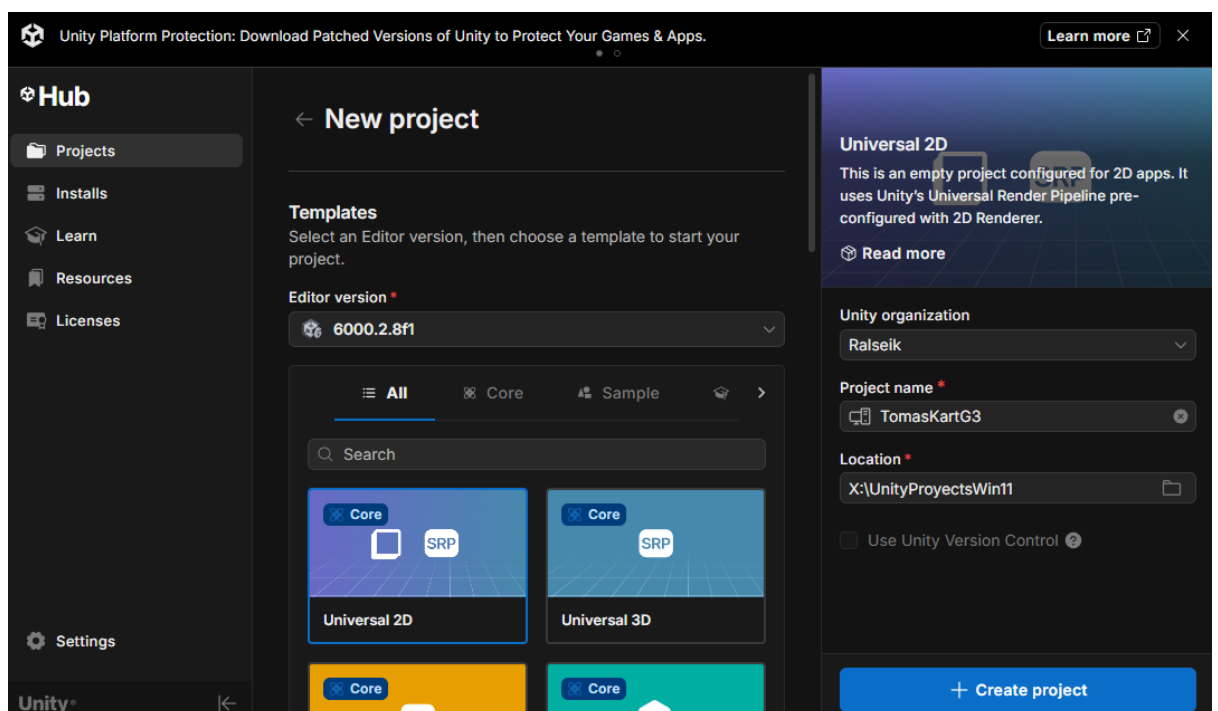 Unity Platform Protection: Download Patched Versions of Unity to Protect Your Games & Apps.
Learn more
Hub
Projects
Installs
Learn
Resources
Licenses
Settings
Unity
New project
Templates
Select an Editor version, then choose a template to start your
project.
Editor version *
6000.2.8f1
All
Core
Sample
Search
Core
SRP
Universal 2D
Core
SRP
Universal 3D
Core
Core
Universal 2D
SRP
This is an empty project configured for 2D apps. It
uses Unity's Universal Render Pipeline pre-
configured with 2D Renderer.
Read more
Unity organization
Ralseik
Project name *
TomasKartG3
Location *
X:\UnityProyectsWin11
Use Unity Version Control ?
+ Create project